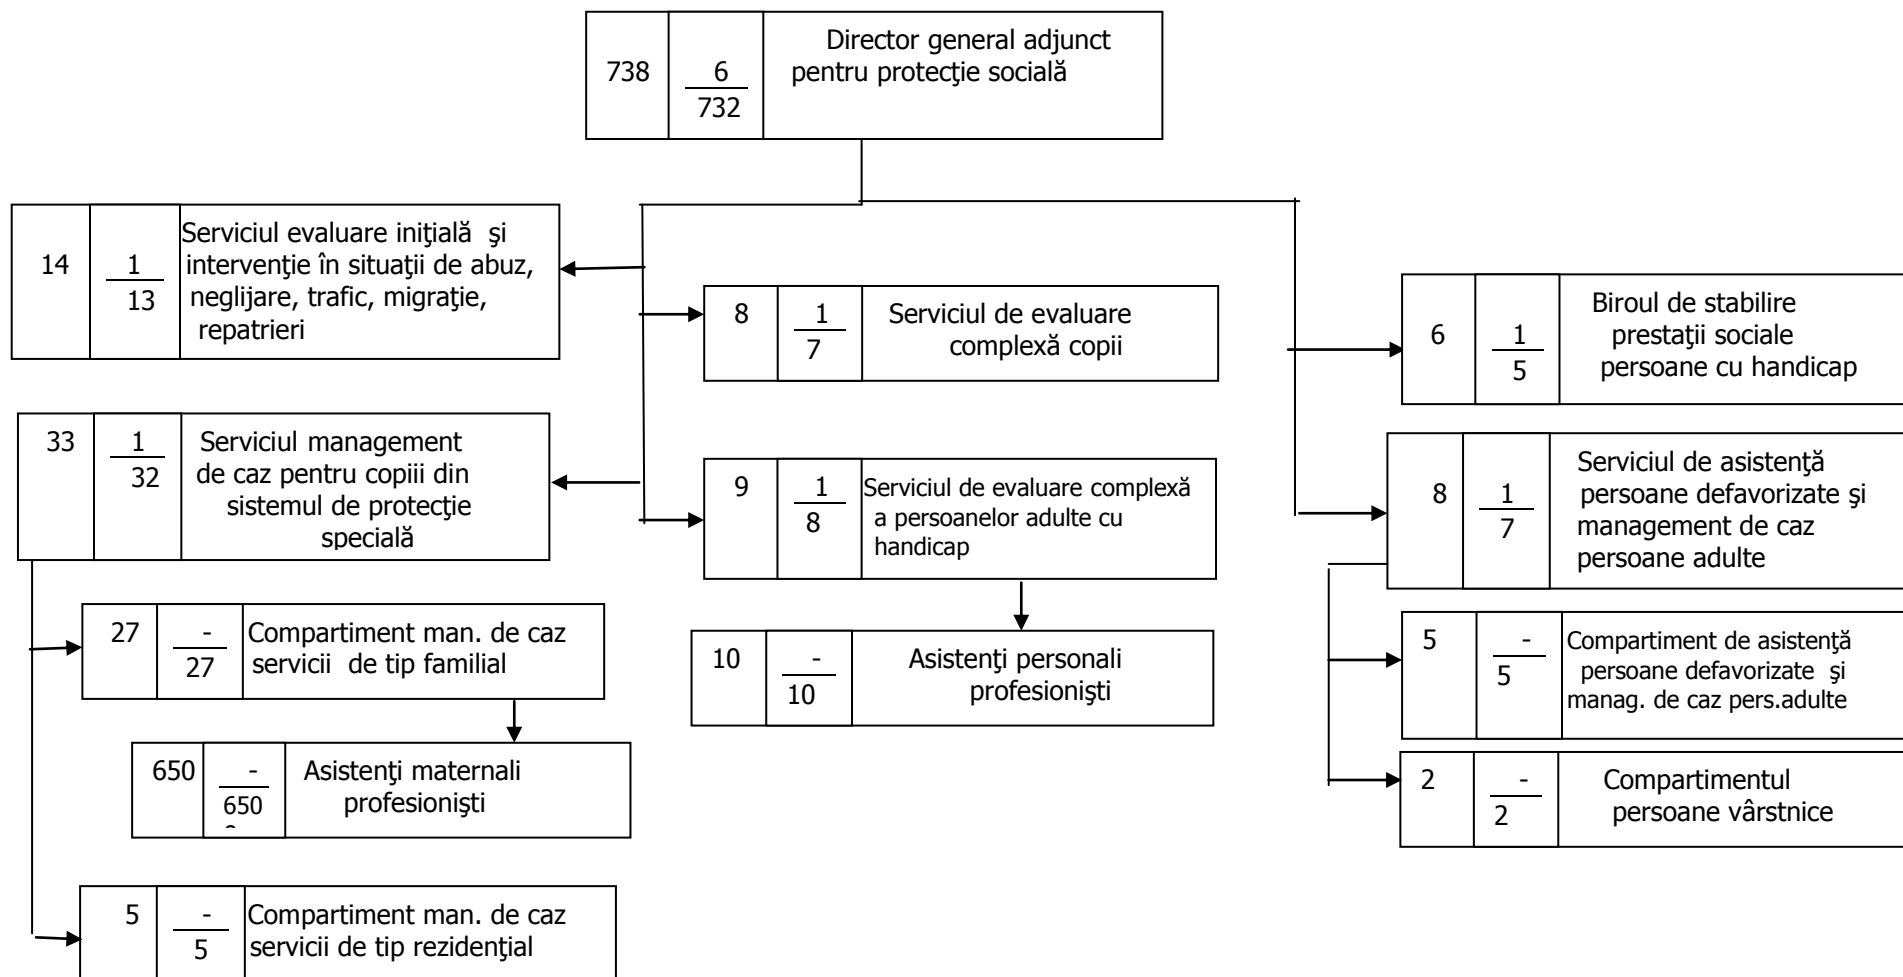 Director general adjunct
738 6 pentru protecţie socială
732
Serviciul evaluare iniţială şi
14 1 intervenţie în situaţii de abuz,
13 neglijare, trafic, migraţie,
repatrieri
8 1 Serviciul de evaluare
7 complexă copii
Biroul de stabilire
6 1 prestaţii sociale
5 persoane cu handicap
33 1 Serviciul management
32 de caz pentru copiii din
sistemul de protecţie
specială
9 1 Serviciul de evaluare complexă
8 a persoanelor adulte cu
handicap
Serviciul de asistenţă
8 1 persoane defavorizate şi
7 management de caz
persoane adulte
27 - Compartiment man. de caz
27 servicii de tip familial
10 - Asistenţi personali
10 profesionişti
5 - Compartiment de asistenţă
5 persoane defavorizate şi
manag. de caz pers.adulte
650 - Asistenţi maternali
650 profesionişti
2 - Compartimentul
2 persoane vârstnice
5 - Compartiment man. de caz
5 servicii de tip rezidenţial